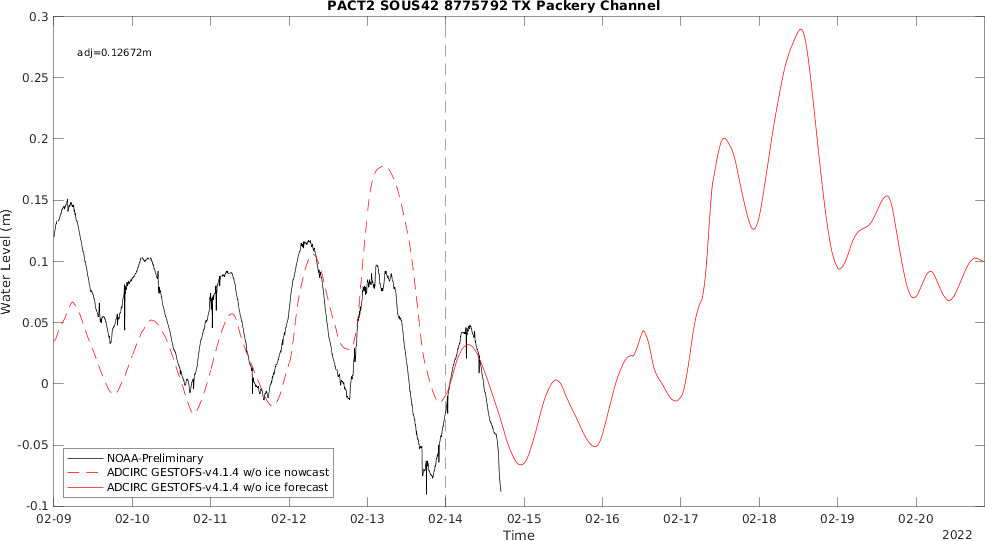 PACT2 SOUS42 8775792 TX Packery Channel
adj=0.12672m
Water Level (m)
0.3
0.25
0.2
0.15
0.1
0.05
0
-0.05
-0.1
NOAA-Preliminary
ADCIRC GESTOFS-v4.1.4 w/o ice nowcast
ADCIRC GESTOFS-v4.1.4 w/o ice forecast
02-09 02-10 02-11 02-12 02-13 02-14 02-15 02-16 02-17 02-18 02-19 02-20
Time
2022